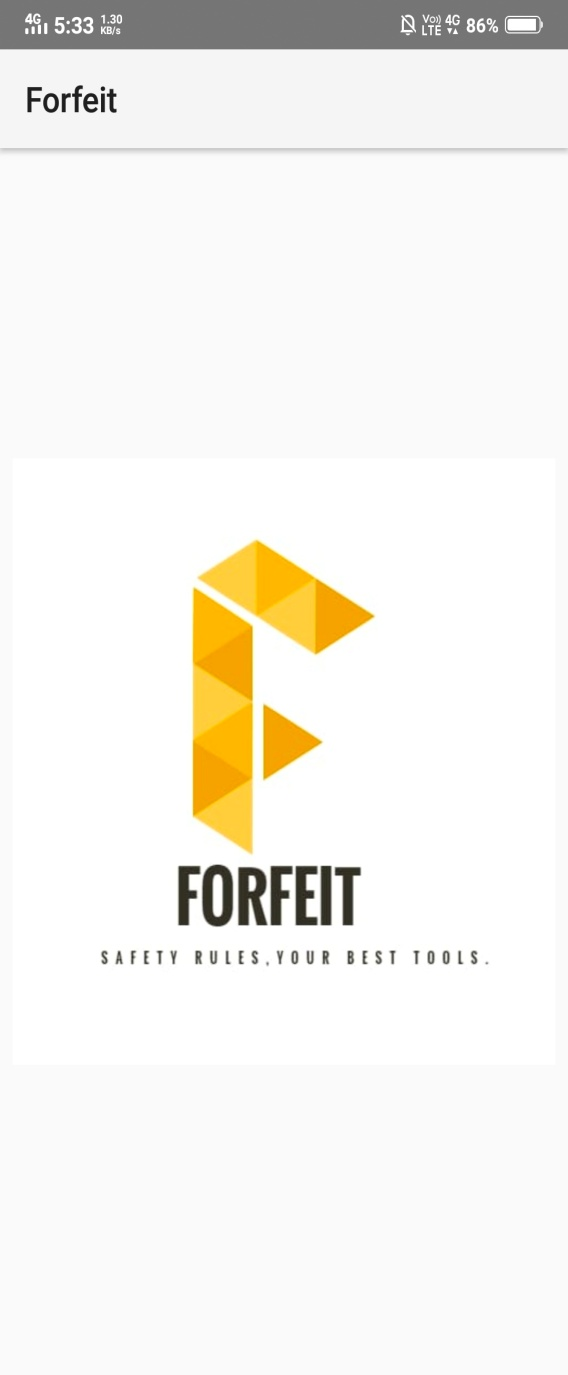 4G 5:33 1.30 KB/s Vo)) LTE 4G 86%
Forfeit
FORFEIT
SAFETY RULES,YOUR BEST TOOLS.